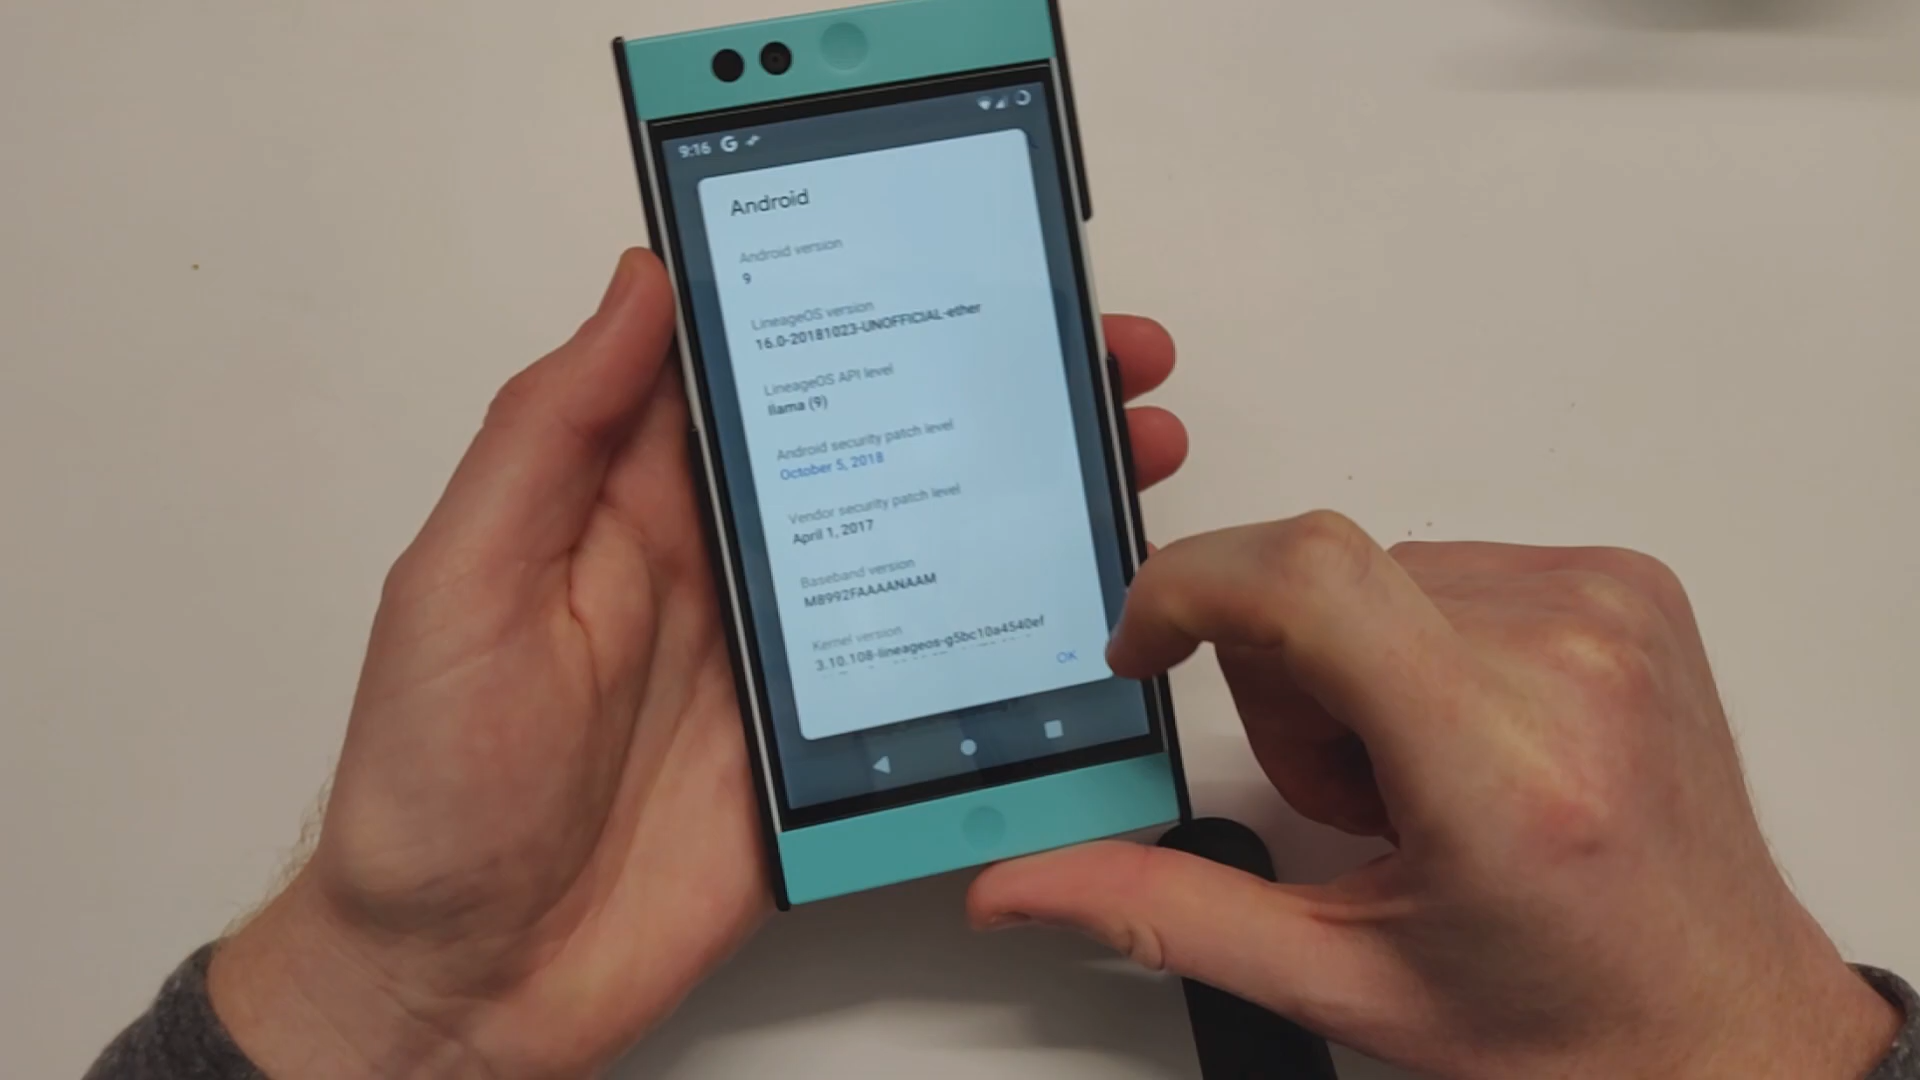 9:16 G
Android
Android version
9
LineageOS version
16.0-20181023-UNOFFICIAL-ether
LineageOS API level
llama (9)
Android security patch level
October 5, 2018
Vendor security patch level
April 1, 2017
Baseband version
M8992FAAAANAAM
Kernel version
3.10.108-lineageos-g5bc10a4540ef
OK